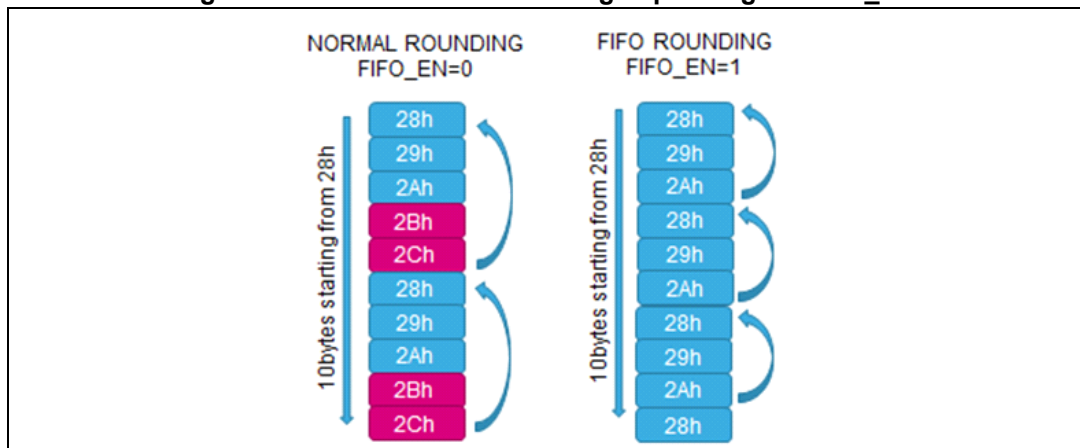 NORMAL ROUNDING
FIFO_EN=0
10bytes starting from 28h
28h
29h
2Ah
2Bh
2Ch
28h
29h
2Ah
2Bh
2Ch
FIFO ROUNDING
FIFO_EN=1
10bytes starting from 28h
28h
29h
2Ah
28h
29h
2Ah
28h
29h
2Ah
28h